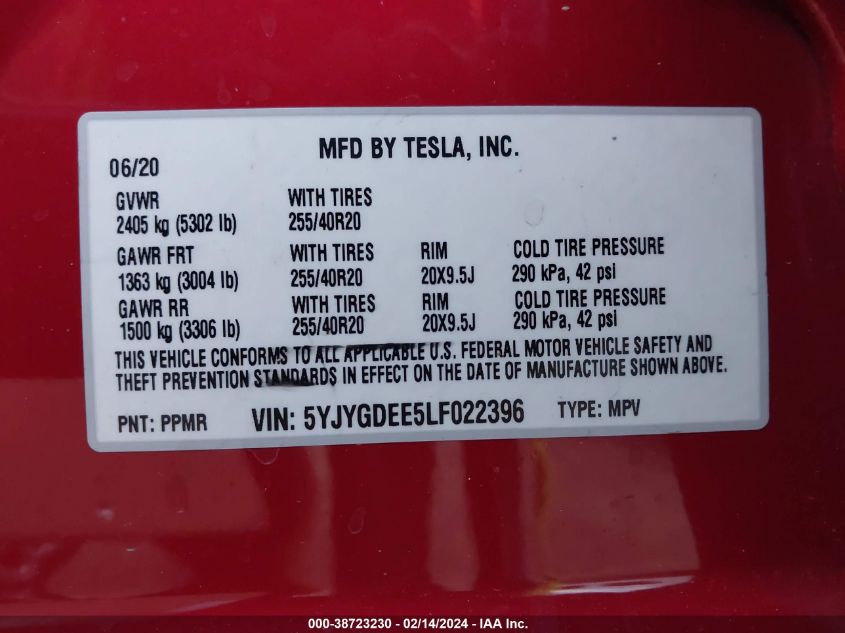 MFD BY TESLA, INC.
06/20
GVWR WITH TIRES
2405 kg (5302 lb) 255/40R20
GAWR FRT WITH TIRES RIM COLD TIRE PRESSURE
1363 kg (3004 lb) 255/40R20 20X9.5J 290 kPa, 42 psi
GAWR RR WITH TIRES RIM COLD TIRE PRESSURE
1500 kg (3306 lb) 255/40R20 20X9.5J 290 kPa, 42 psi
THIS VEHICLE CONFORMS TO ALL APPLICABLE U.S. FEDERAL MOTOR VEHICLE SAFETY AND
THEFT PREVENTION STANDARDS IN EFFECT ON THE DATE OF MANUFACTURE SHOWN ABOVE.
PNT: PPMR VIN: 5YJYGDEE5LF022396 TYPE: MPV
000-38723230 - 02/14/2024 - IAA Inc.